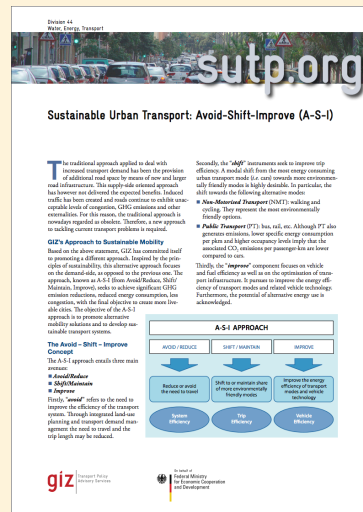 Division 44
Water, Energy, Transport
sutp.org
Sustainable Urban Transport: Avoid-Shift-Improve (A-S-I)
The traditional approach applied to deal with
increased transport demand has been the provision
of additional road space by means of new and larger
road infrastructure. This supply-side oriented approach
has however not delivered the expected benefits. Induced
traffic has been created and roads continue to exhibit unac-
ceptable levels of congestion, GHG emissions and other
externalities. For this reason, the traditional approach is
nowadays regarded as obsolete. Therefore, a new approach
to tackling current transport problems is required.
GIZ's Approach to Sustainable Mobility
Based on the above statement, GIZ has committed itself
to promoting a different approach. Inspired by the prin-
ciples of sustainability, this alternative approach focuses
on the demand-side, as opposed to the previous one. The
approach, known as A-S-I (from Avoid/Reduce, Shift/
Maintain, Improve), seeks to achieve significant GHG
emission reductions, reduced energy consumption, less
congestion, with the final objective to create more live-
able cities. The objective of the A-S-I
approach is to promote alternative
mobility solutions and to develop sus-
tainable transport systems.
The Avoid – Shift – Improve
Concept
The A-S-I approach entails three main
avenues:
■ Avoid/Reduce
■ Shift/Maintain
■ Improve
Firstly, "avoid" refers to the need to
improve the efficiency of the transport
system. Through integrated land-use
planning and transport demand man-
agement the need to travel and the
trip length may be reduced.
Secondly, the "shift" instruments seek to improve trip
efficiency. A modal shift from the most energy consuming
urban transport mode (i.e. cars) towards more environmen-
tally friendly modes is highly desirable. In particular, the
shift towards the following alternative modes:
■ Non-Motorised Transport (NMT): walking and
cycling. They represent the most environmentally
friendly options.
■ Public Transport (PT): bus, rail, etc. Although PT also
generates emissions, lower specific energy consumption
per pkm and higher occupancy levels imply that the
associated CO₂ emissions per passenger-km are lower
compared to cars.
Thirdly, the "improve" component focuses on vehicle
and fuel efficiency as well as on the optimisation of trans-
port infrastructure. It pursues to improve the energy effi-
ciency of transport modes and related vehicle technology.
Furthermore, the potential of alternative energy use is
acknowledged.
A-S-I APPROACH
AVOID / REDUCE
SHIFT / MAINTAIN
IMPROVE
Reduce or avoid
the need to travel
Shift to or maintain share
of more environmentally
friendly modes
Improve the energy
efficiency of transport
modes and vehicle
technology
System
Efficiency
Trip
Efficiency
Vehicle
Efficiency
giz
Transport Policy
Advisory Services
On behalf of
Federal Ministry
for Economic Cooperation
and Development